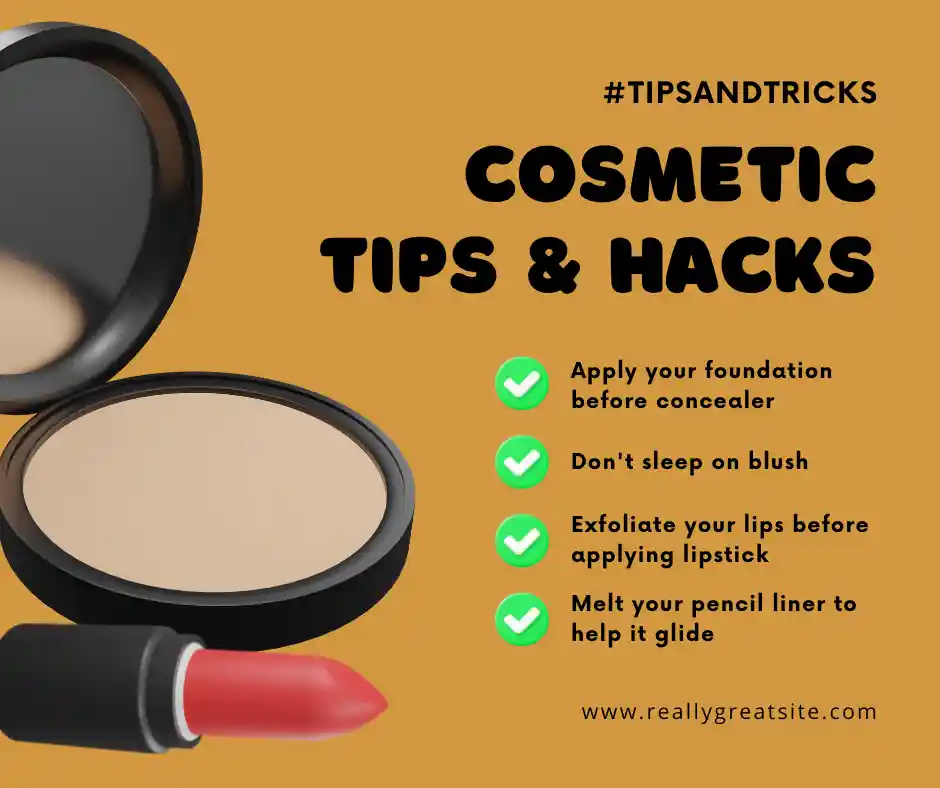 #TIPSANDTRICKS
COSMETIC
TIPS & HACKS
Apply your foundation
before concealer
Don't sleep on blush
Exfoliate your lips before
applying lipstick
Melt your pencil liner to
help it glide
www.reallygreatsite.com